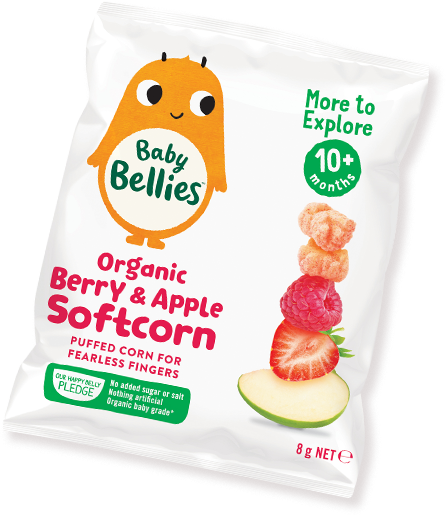 More to
Explore
10+
months
Baby
Bellies™
Organic
Berry & Apple
Softcorn
PUFFED CORN FOR
FEARLESS FINGERS
OUR HAPPY BELLY
PLEDGE
No added sugar or salt
Nothing artificial
Organic baby grade*
8 g NET ℮